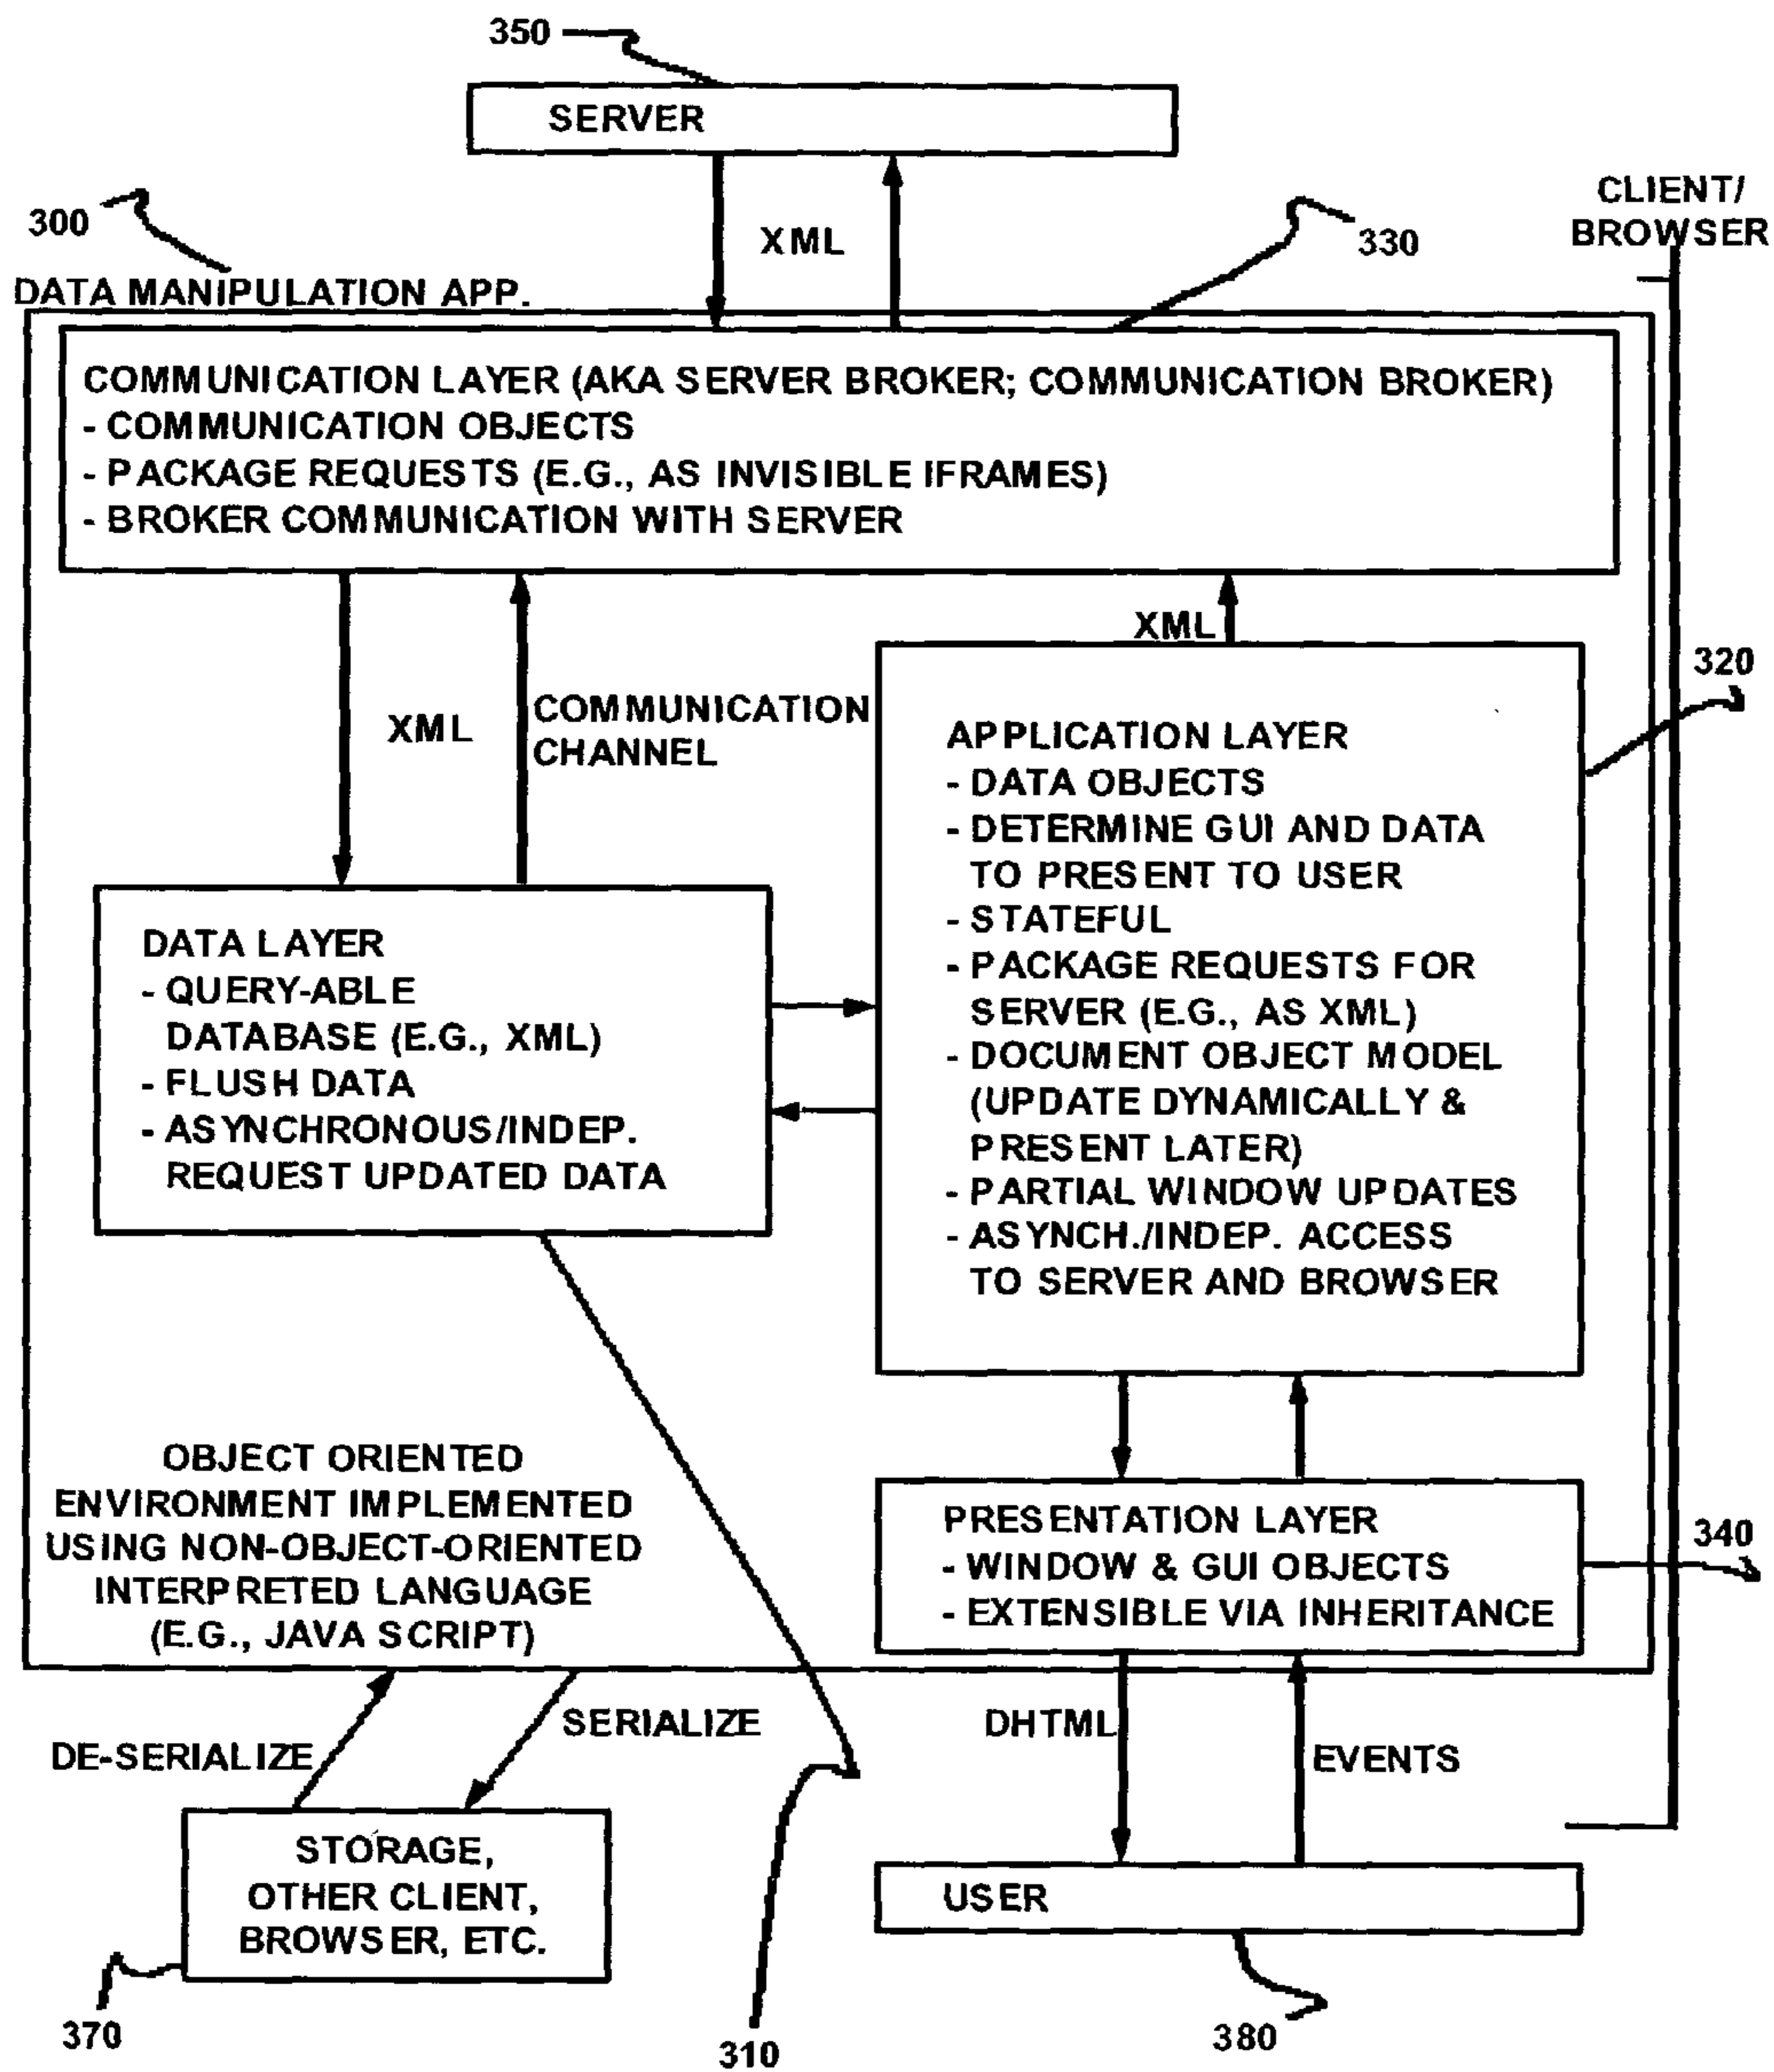 350
SERVER
300
XML
330
CLIENT/
BROWSER
DATA MANIPULATION APP.
COMMUNICATION LAYER (AKA SERVER BROKER; COMMUNICATION BROKER)
- COMMUNICATION OBJECTS
- PACKAGE REQUESTS (E.G., AS INVISIBLE IFRAMES)
- BROKER COMMUNICATION WITH SERVER
XML
COMMUNICATION
CHANNEL
XML
320
APPLICATION LAYER
- DATA OBJECTS
- DETERMINE GUI AND DATA
TO PRESENT TO USER
- STATEFUL
- PACKAGE REQUESTS FOR
SERVER (E.G., AS XML)
- DOCUMENT OBJECT MODEL
(UPDATE DYNAMICALLY &
PRESENT LATER)
- PARTIAL WINDOW UPDATES
- ASYNCH./INDEP. ACCESS
TO SERVER AND BROWSER
DATA LAYER
- QUERY-ABLE
DATABASE (E.G., XML)
- FLUSH DATA
- ASYNCHRONOUS/INDEP.
REQUEST UPDATED DATA
OBJECT ORIENTED
ENVIRONMENT IMPLEMENTED
USING NON-OBJECT-ORIENTED
INTERPRETED LANGUAGE
(E.G., JAVA SCRIPT)
PRESENTATION LAYER
- WINDOW & GUI OBJECTS
- EXTENSIBLE VIA INHERITANCE
340
DE-SERIALIZE
SERIALIZE
DHTML
EVENTS
STORAGE,
OTHER CLIENT,
BROWSER, ETC.
USER
370
310
380